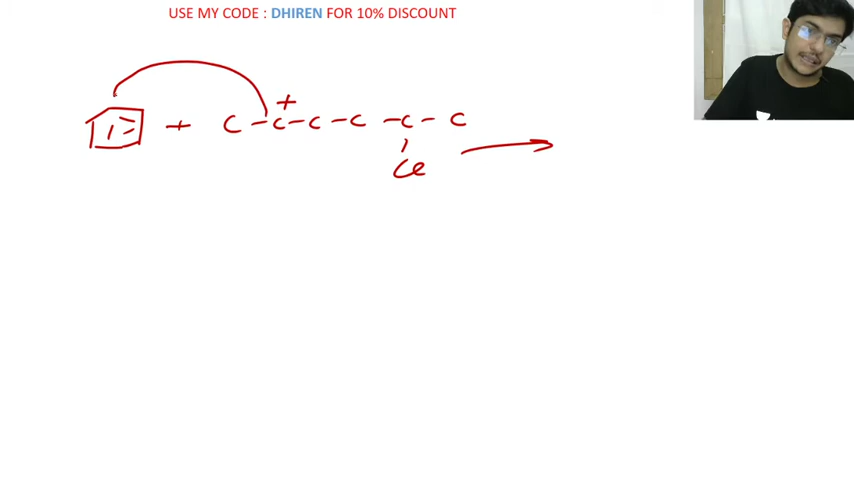 USE MY CODE : DHIREN FOR 10% DISCOUNT
+
+ C - C - C - C - C - C
Cl